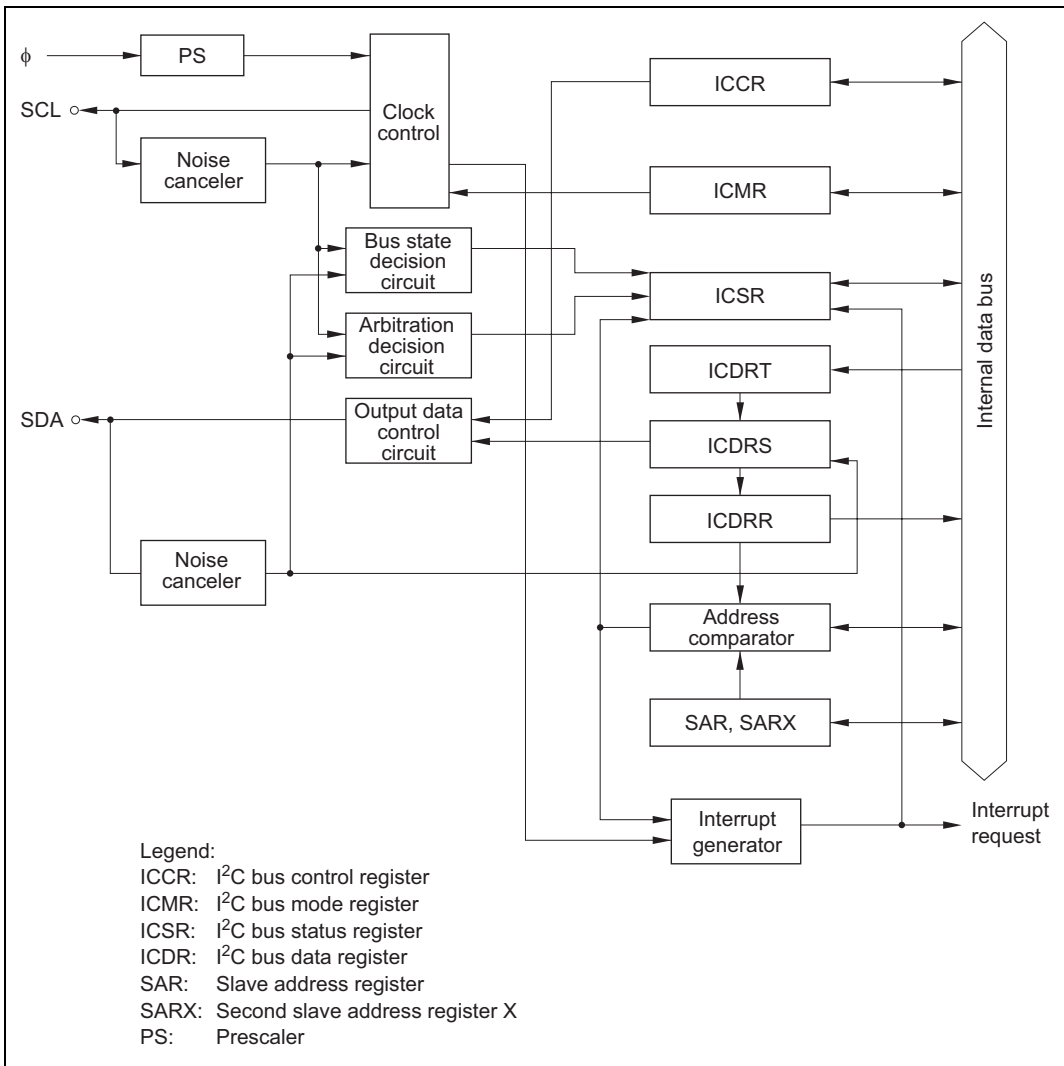 ϕ
PS
SCL
Clock
control
Noise
canceler
ICCR
ICMR
Bus state
decision
circuit
ICSR
Arbitration
decision
circuit
ICDRT
SDA
Output data
control
circuit
ICDRS
ICDRR
Noise
canceler
Address
comparator
SAR, SARX
Internal data bus
Interrupt
generator
Interrupt
request
Legend:
ICCR: I²C bus control register
ICMR: I²C bus mode register
ICSR: I²C bus status register
ICDR: I²C bus data register
SAR: Slave address register
SARX: Second slave address register X
PS: Prescaler